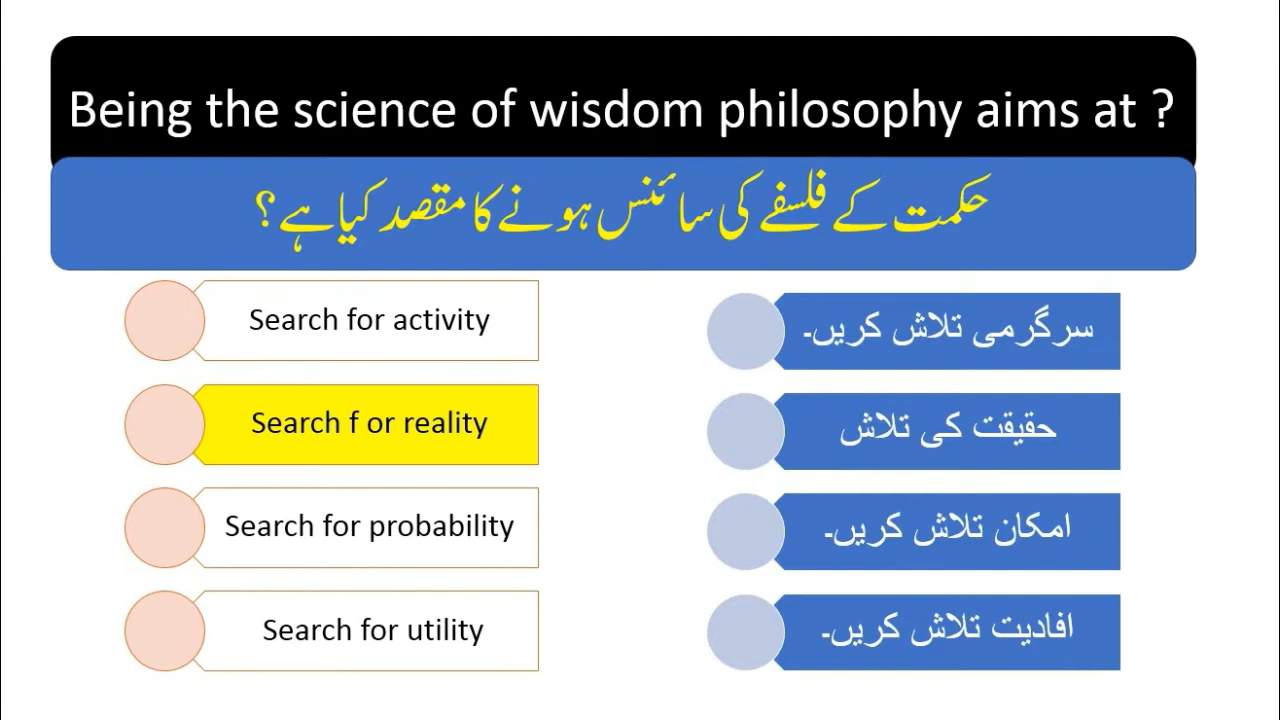 Being the science of wisdom philosophy aims at ?
حکمت کے فلسفے کی سائنس ہونے کا مقصد کیا ہے؟
Search for activity
سرگرمی تلاش کریں۔
Search f or reality
حقیقت کی تلاش
Search for probability
امکان تلاش کریں۔
Search for utility
افادیت تلاش کریں۔